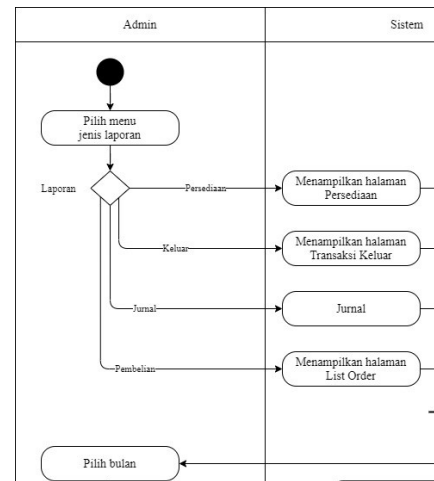 Admin
Sistem
Pilih menu
jenis laporan
Laporan
Persediaan
Menampilkan halaman
Persediaan
Keluar
Menampilkan halaman
Transaksi Keluar
Jurnal
Jurnal
Pembelian
Menampilkan halaman
List Order
Pilih bulan